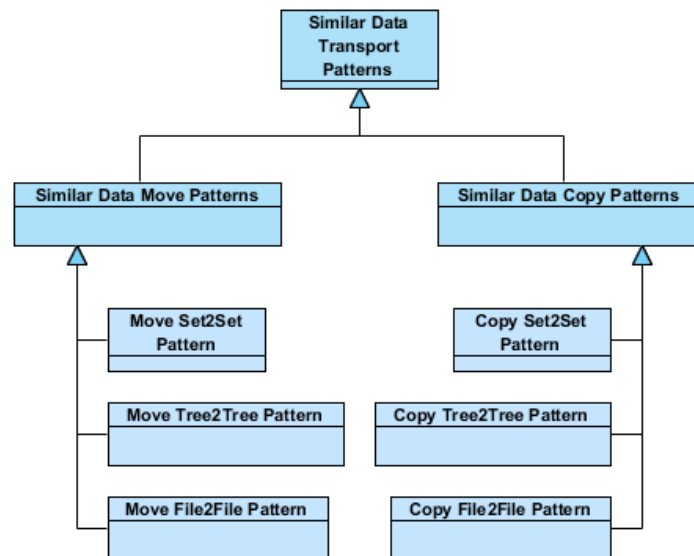 Similar Data
Transport
Patterns
Similar Data Move Patterns
Similar Data Copy Patterns
Move Set2Set
Pattern
Copy Set2Set
Pattern
Move Tree2Tree Pattern
Copy Tree2Tree Pattern
Move File2File Pattern
Copy File2File Pattern